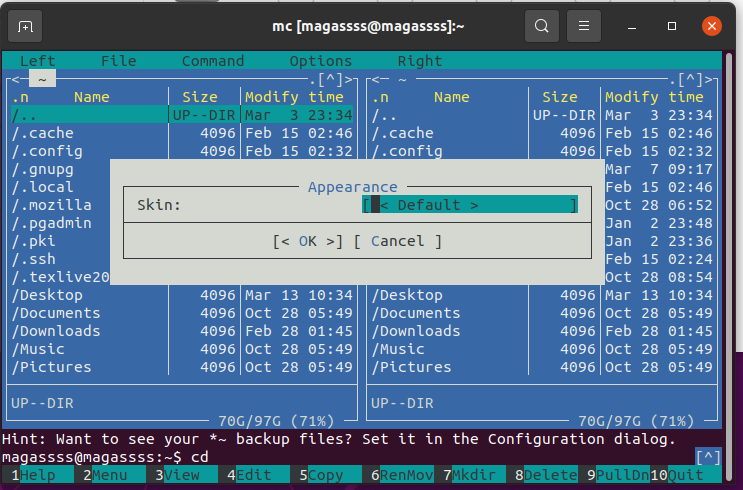 mc [magassss@magassss]:~
Left File Command Options Right
<─ ~ .[^]> <─ ~ .[^]>
.n Name Size Modify time .n Name Size Modify time
/.. UP--DIR Mar 3 23:34 /.. UP--DIR Mar 3 23:34
/.cache 4096 Feb 15 02:46 /.cache 4096 Feb 15 02:46
/.config 4096 Feb 15 02:32 /.config 4096 Feb 15 02:32
/.gnupg Mar 7 09:17
/.local Feb 15 02:46
/.mozilla Oct 28 06:52
/.pgadmin Jan 2 23:48
/.pki Jan 2 23:36
/.ssh Feb 15 02:24
/.texlive20 Oct 28 08:54
Appearance
Skin: [< Default > ]
[< OK >] [ Cancel ]
/Desktop 4096 Mar 13 10:34 /Desktop 4096 Mar 13 10:34
/Documents 4096 Oct 28 05:49 /Documents 4096 Oct 28 05:49
/Downloads 4096 Feb 28 01:45 /Downloads 4096 Feb 28 01:45
/Music 4096 Oct 28 05:49 /Music 4096 Oct 28 05:49
/Pictures 4096 Oct 28 05:49 /Pictures 4096 Oct 28 05:49
UP--DIR UP--DIR
70G/97G (71%) 70G/97G (71%)
Hint: Want to see your *~ backup files? Set it in the Configuration dialog.
magassss@magassss:~$ cd [^]
1Help 2Menu 3View 4Edit 5Copy 6RenMov 7Mkdir 8Delete 9PullDn 10Quit